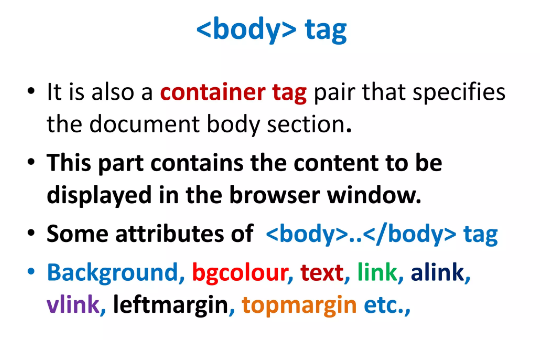 <body> tag
• It is also a container tag pair that specifies
the document body section.
• This part contains the content to be
displayed in the browser window.
• Some attributes of <body>..</body> tag
• Background, bgcolour, text, link, alink,
vlink, leftmargin, topmargin etc.,